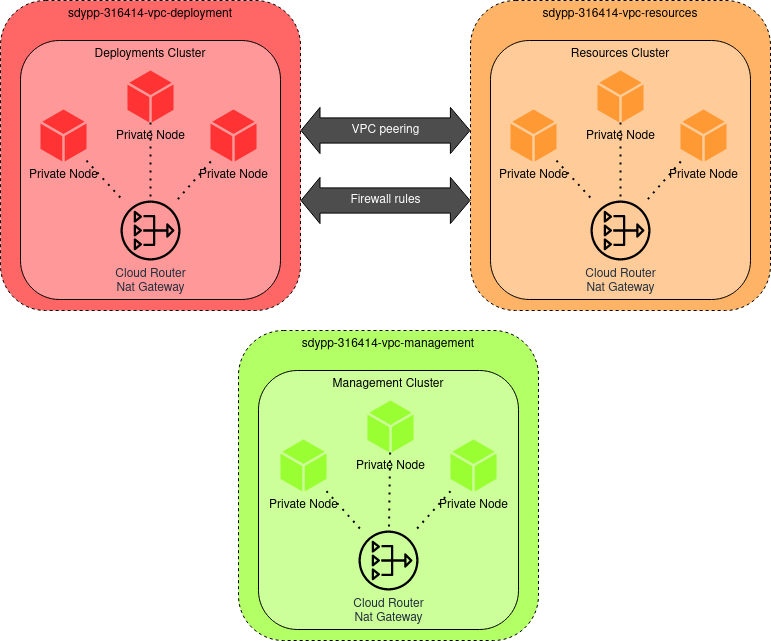 sdypp-316414-vpc-deployment
Deployments Cluster
Private Node
Private Node
Private Node
Cloud Router
Nat Gateway
VPC peering
Firewall rules
sdypp-316414-vpc-resources
Resources Cluster
Private Node
Private Node
Private Node
Cloud Router
Nat Gateway
sdypp-316414-vpc-management
Management Cluster
Private Node
Private Node
Private Node
Cloud Router
Nat Gateway